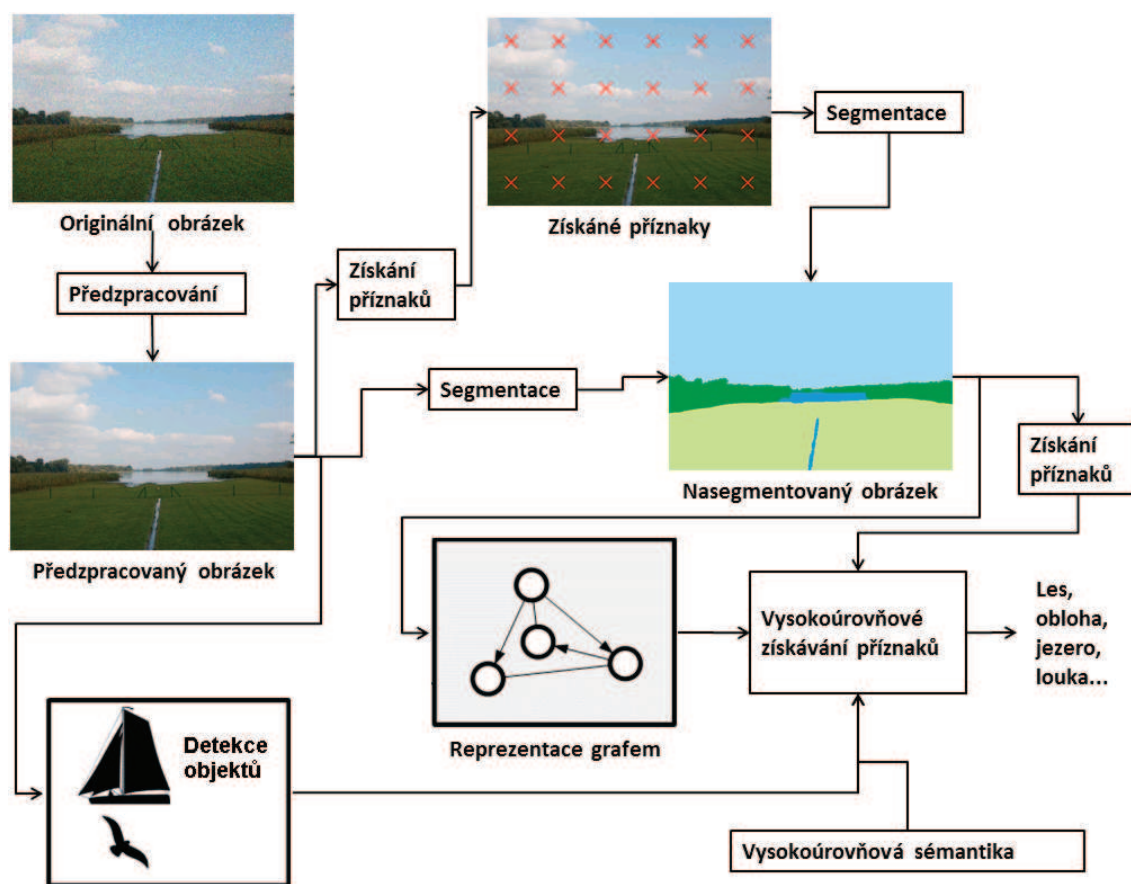 Originální obrázek
Předzpracování
Předzpracovaný obrázek
Získání
příznaků
Získáné příznaky
Segmentace
Segmentace
Nasegmentovaný obrázek
Získání
příznaků
Reprezentace grafem
Vysokoúrovňové
získávání příznaků
Les,
obloha,
jezero,
louka...
Detekce
objektů
Vysokoúrovňová sémantika